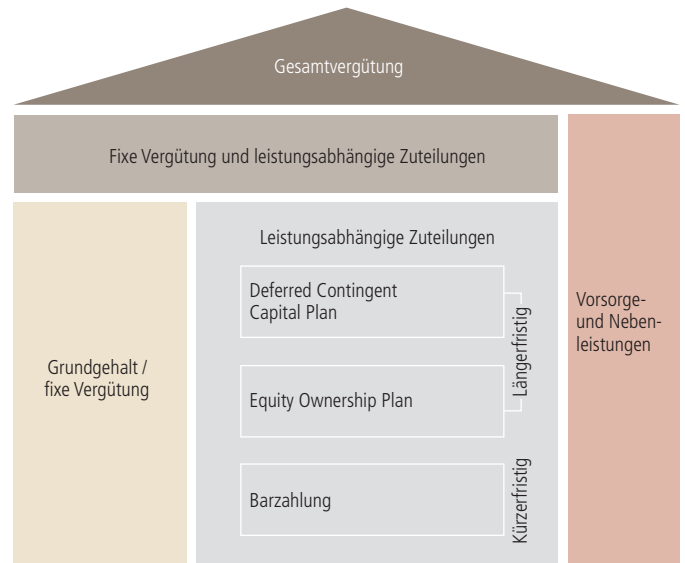 Gesamtvergütung
Fixe Vergütung und leistungsabhängige Zuteilungen
Grundgehalt /
fixe Vergütung
Leistungsabhängige Zuteilungen
Deferred Contingent
Capital Plan
Equity Ownership Plan
Längerfristig
Barzahlung
Kürzerfristig
Vorsorge-
und Neben-
leistungen